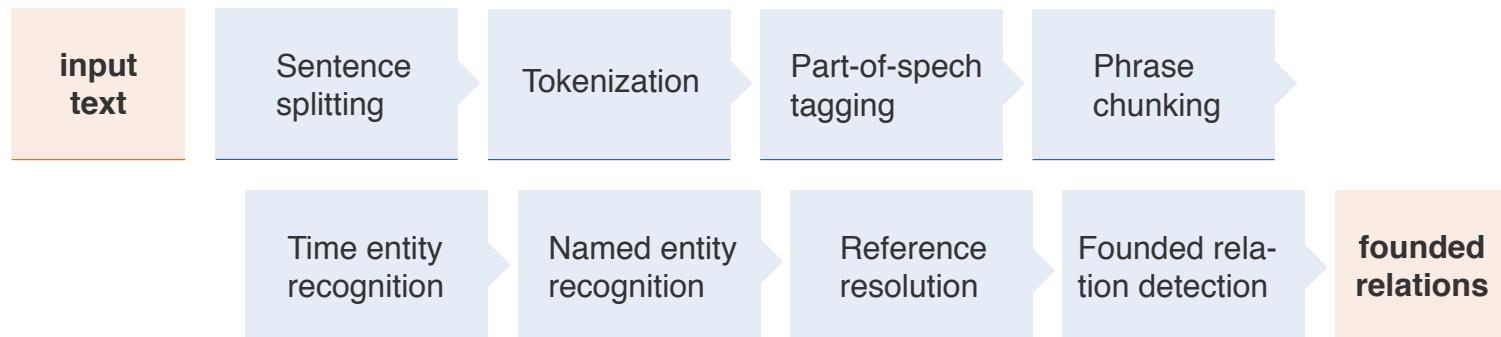 input
text
Sentence
splitting
Tokenization
Part-of-spech
tagging
Phrase
chunking
Time entity
recognition
Named entity
recognition
Reference
resolution
Founded rela-
tion detection
founded
relations